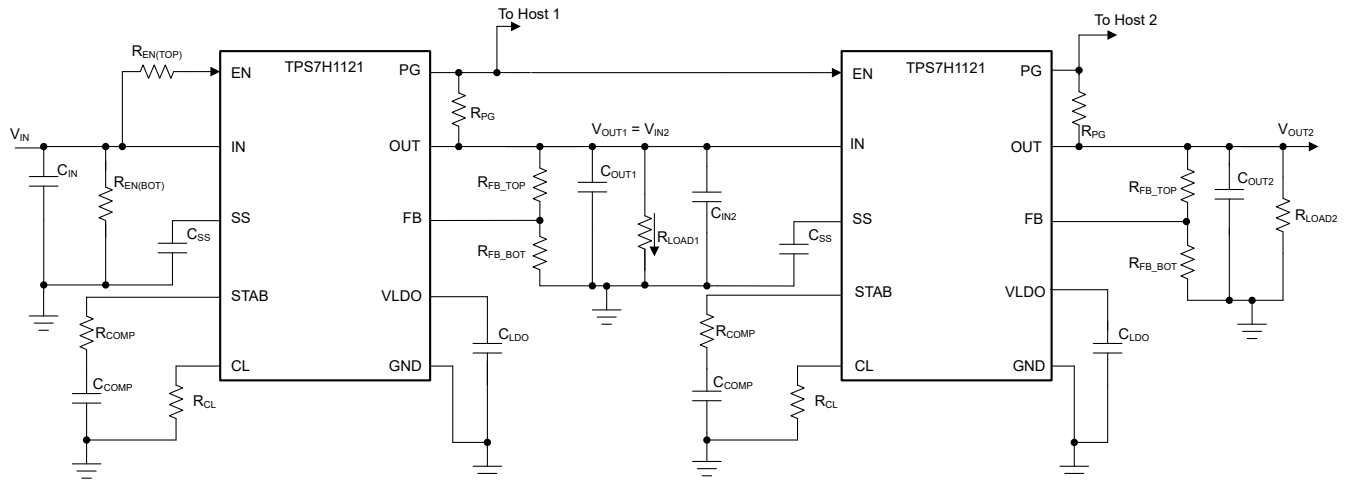 To Host 1
To Host 2
R_EN(TOP)
EN
TPS7H1121
PG
EN
TPS7H1121
PG
R_PG
R_PG
V_IN
V_OUT1 = V_IN2
V_OUT2
IN
OUT
IN
OUT
C_IN
R_EN(BOT)
R_FB_TOP
C_OUT1
C_IN2
R_FB_TOP
C_OUT2
SS
FB
SS
FB
C_SS
R_LOAD1
C_SS
R_LOAD2
R_FB_BOT
R_FB_BOT
STAB
VLDO
STAB
VLDO
R_COMP
C_LDO
R_COMP
C_LDO
CL
GND
CL
GND
C_COMP
R_CL
C_COMP
R_CL